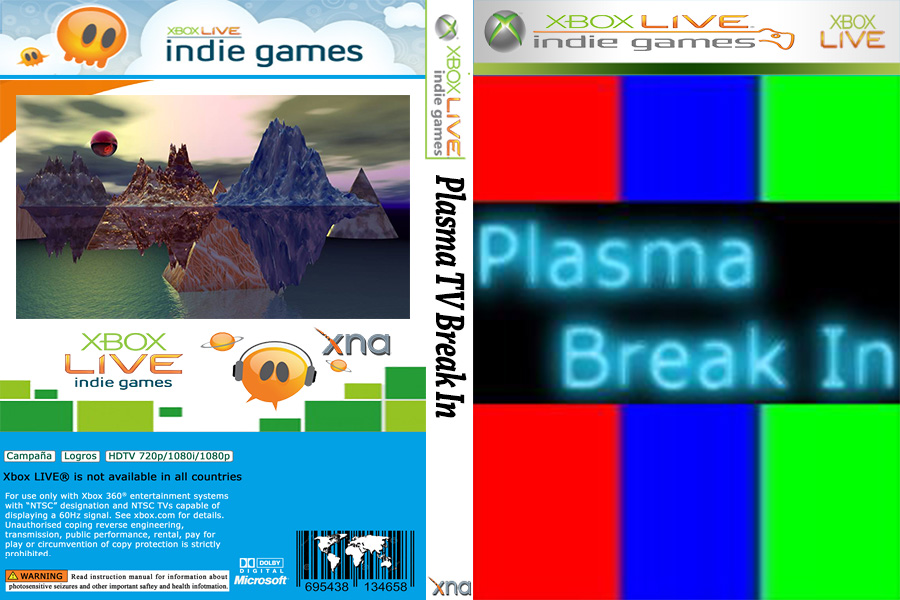 XBOX LIVE
indie games
XBOX LIVE
indie games
xna
Campaña Logros HDTV 720p/1080i/1080p
Xbox LIVE® is not available in all countries
For use only with Xbox 360® entertainment systems
with "NTSC" designation and NTSC TVs capable of
displaying a 60Hz signal. See xbox.com for details.
Unauthorised coping reverse engineering,
transmission, public performance, rental, pay for
play or circumvention of copy protection is strictly
prohibited.
WARNING Read instruction manual for information about
photosensitive seizures and other important saftey and health infotmation.
DOLBY
DIGITAL
Microsoft
695438 134658
XBOX LIVE
indie games
Plasma TV Break In
xna
XBOX LIVE
indie games
XBOX
LIVE
Plasma
Break In